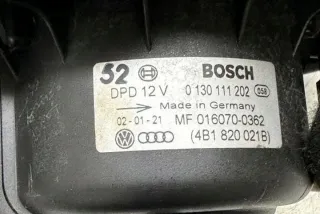 52 BOSCH
DPD 12 V 0 130 111 202 058
Made in Germany
02-01-21 MF 016070-0362
(4B1 820 021B)